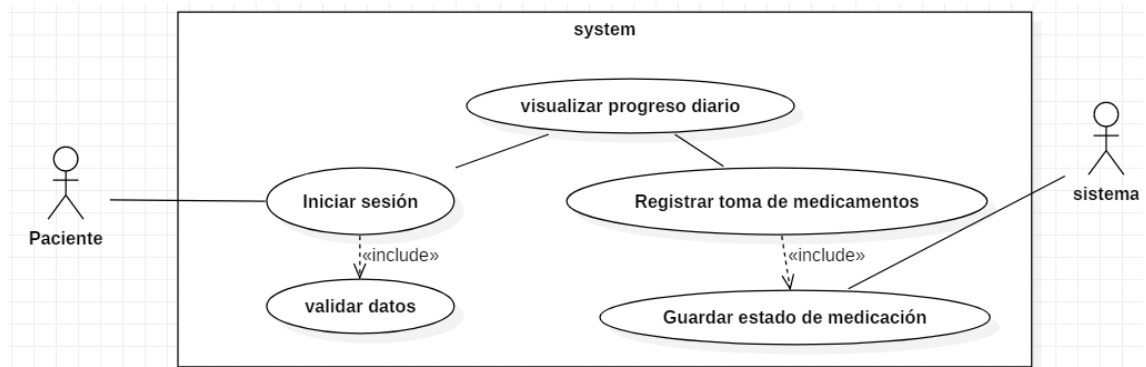 system
visualizar progreso diario
Iniciar sesión
Registrar toma de medicamentos
sistema
Paciente
«include»
«include»
validar datos
Guardar estado de medicación